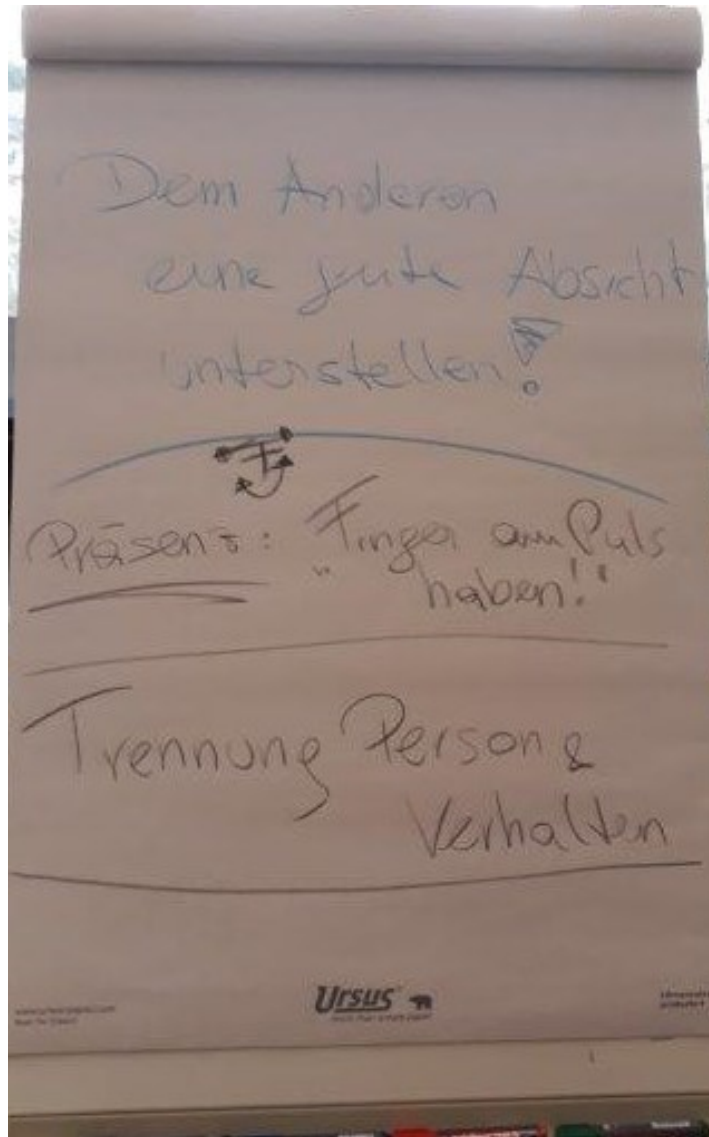 Dem Anderen
eine gute Absicht
unterstellen!
Präsenz: "Finger am Puls
haben!"
Trennung Person &
Verhalten
Ursus